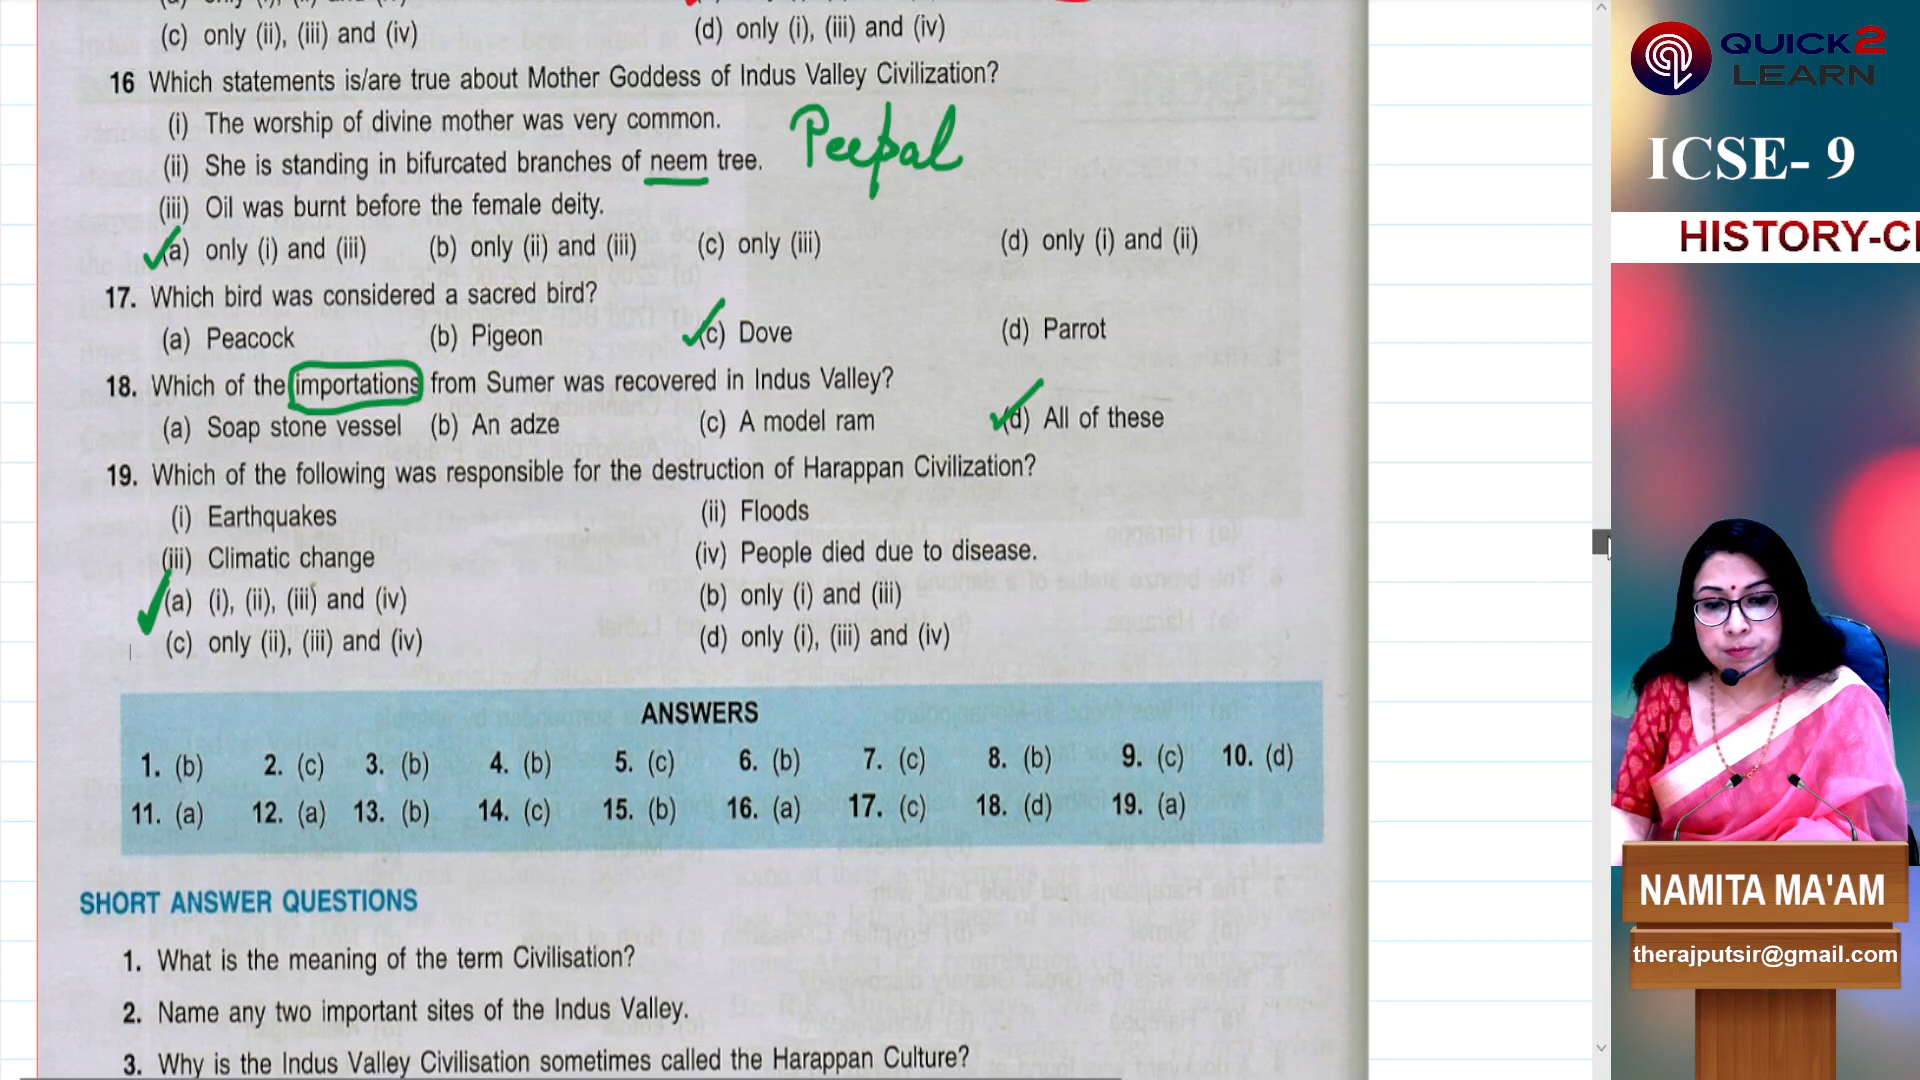 (c) only (ii), (iii) and (iv) (d) only (i), (iii) and (iv)
16 Which statements is/are true about Mother Goddess of Indus Valley Civilization?
(i) The worship of divine mother was very common.
(ii) She is standing in bifurcated branches of neem tree. Peepal
(iii) Oil was burnt before the female deity.
(a) only (i) and (iii) (b) only (ii) and (iii) (c) only (iii) (d) only (i) and (ii)
17. Which bird was considered a sacred bird?
(a) Peacock (b) Pigeon (c) Dove (d) Parrot
18. Which of the importations from Sumer was recovered in Indus Valley?
(a) Soap stone vessel (b) An adze (c) A model ram (d) All of these
19. Which of the following was responsible for the destruction of Harappan Civilization?
(i) Earthquakes (ii) Floods
(iii) Climatic change (iv) People died due to disease.
(a) (i), (ii), (iii) and (iv) (b) only (i) and (iii)
(c) only (ii), (iii) and (iv) (d) only (i), (iii) and (iv)
ANSWERS
1. (b) 2. (c) 3. (b) 4. (b) 5. (c) 6. (b) 7. (c) 8. (b) 9. (c) 10. (d)
11. (a) 12. (a) 13. (b) 14. (c) 15. (b) 16. (a) 17. (c) 18. (d) 19. (a)
SHORT ANSWER QUESTIONS
1. What is the meaning of the term Civilisation?
2. Name any two important sites of the Indus Valley.
3. Why is the Indus Valley Civilisation sometimes called the Harappan Culture?
QUICK2
LEARN
ICSE- 9
HISTORY-C
NAMITA MA'AM
therajputsir@gmail.com